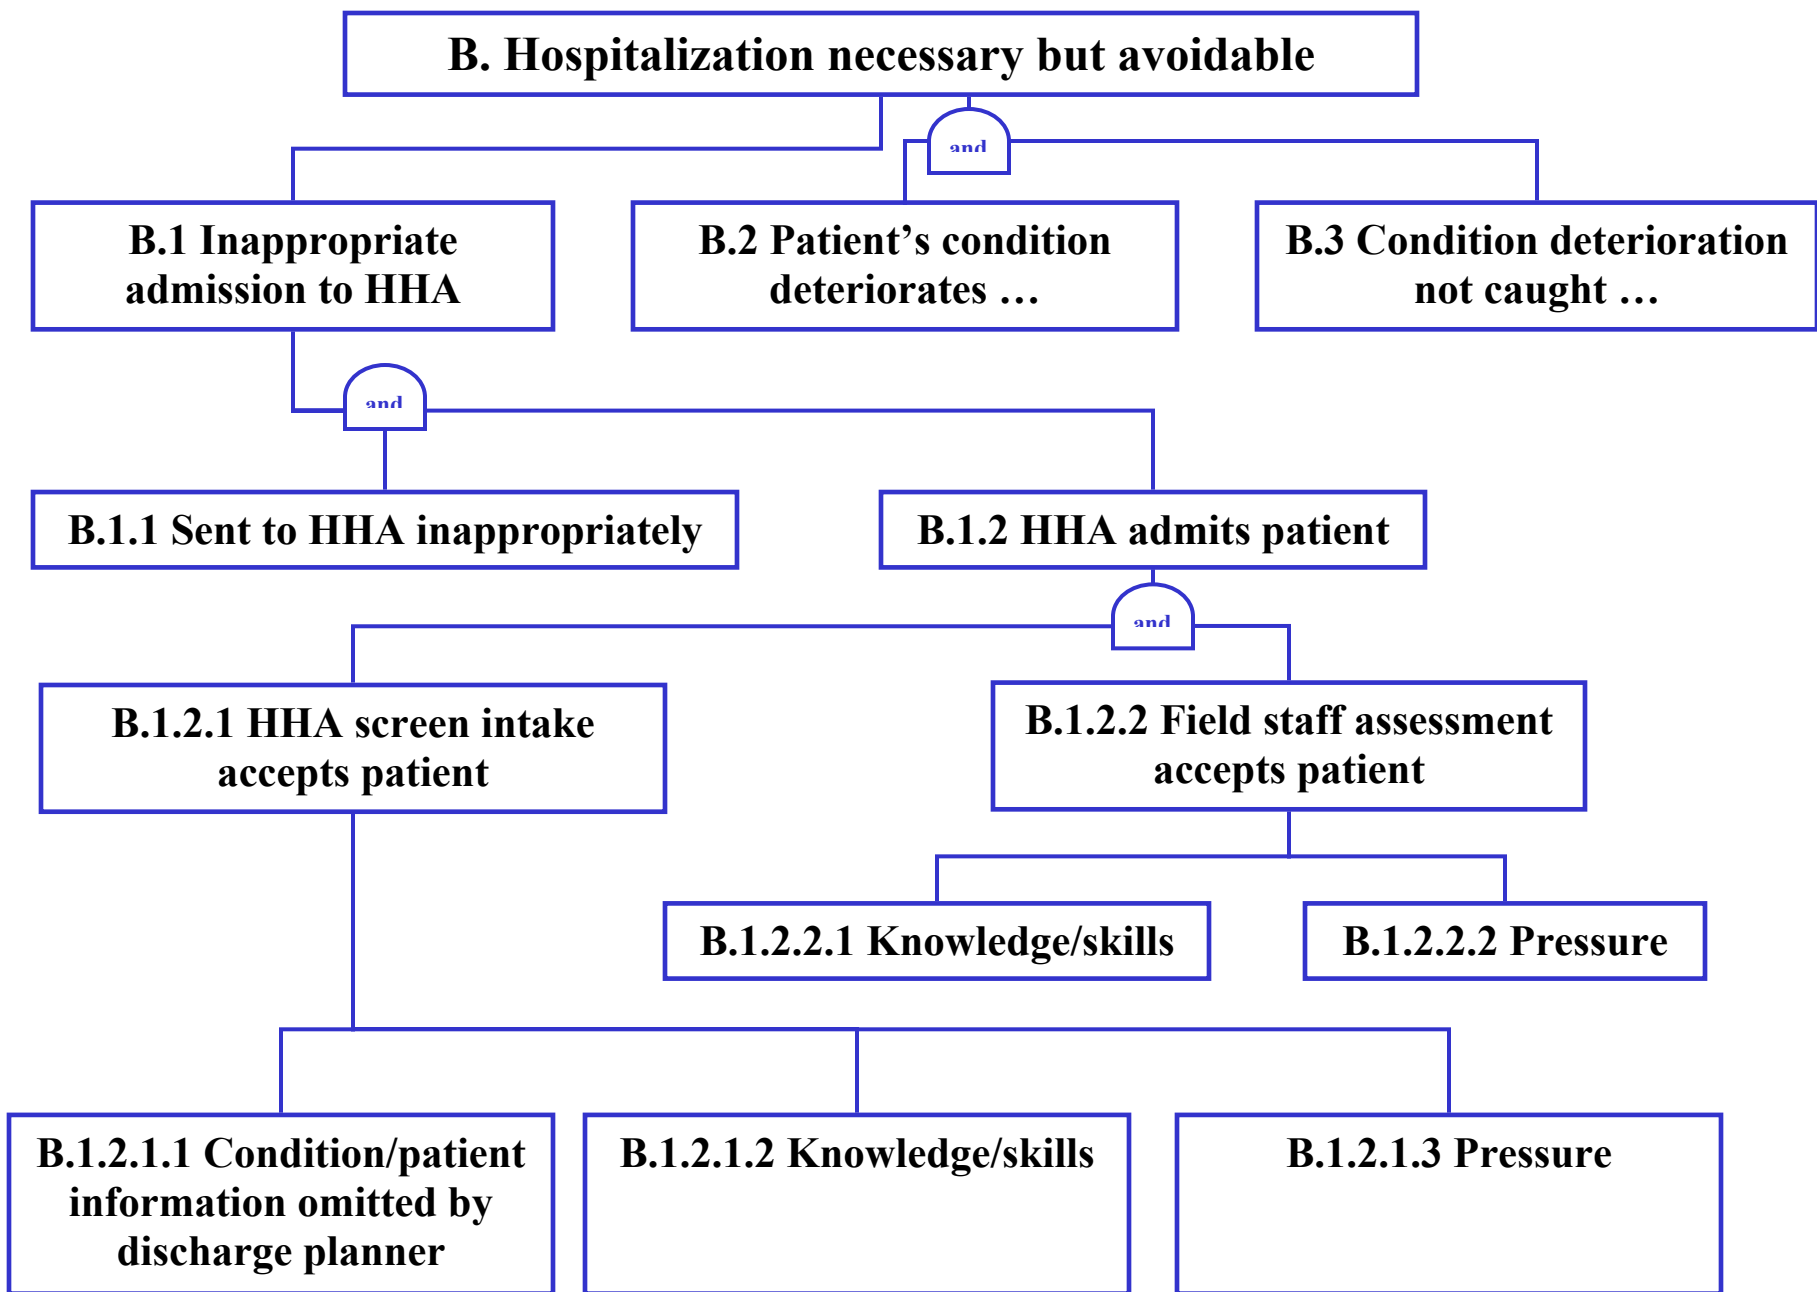 B. Hospitalization necessary but avoidable
and
B.1 Inappropriate
admission to HHA
B.2 Patient’s condition
deteriorates …
B.3 Condition deterioration
not caught …
and
B.1.1 Sent to HHA inappropriately
B.1.2 HHA admits patient
and
B.1.2.1 HHA screen intake
accepts patient
B.1.2.2 Field staff assessment
accepts patient
B.1.2.2.1 Knowledge/skills
B.1.2.2.2 Pressure
B.1.2.1.1 Condition/patient
information omitted by
discharge planner
B.1.2.1.2 Knowledge/skills
B.1.2.1.3 Pressure